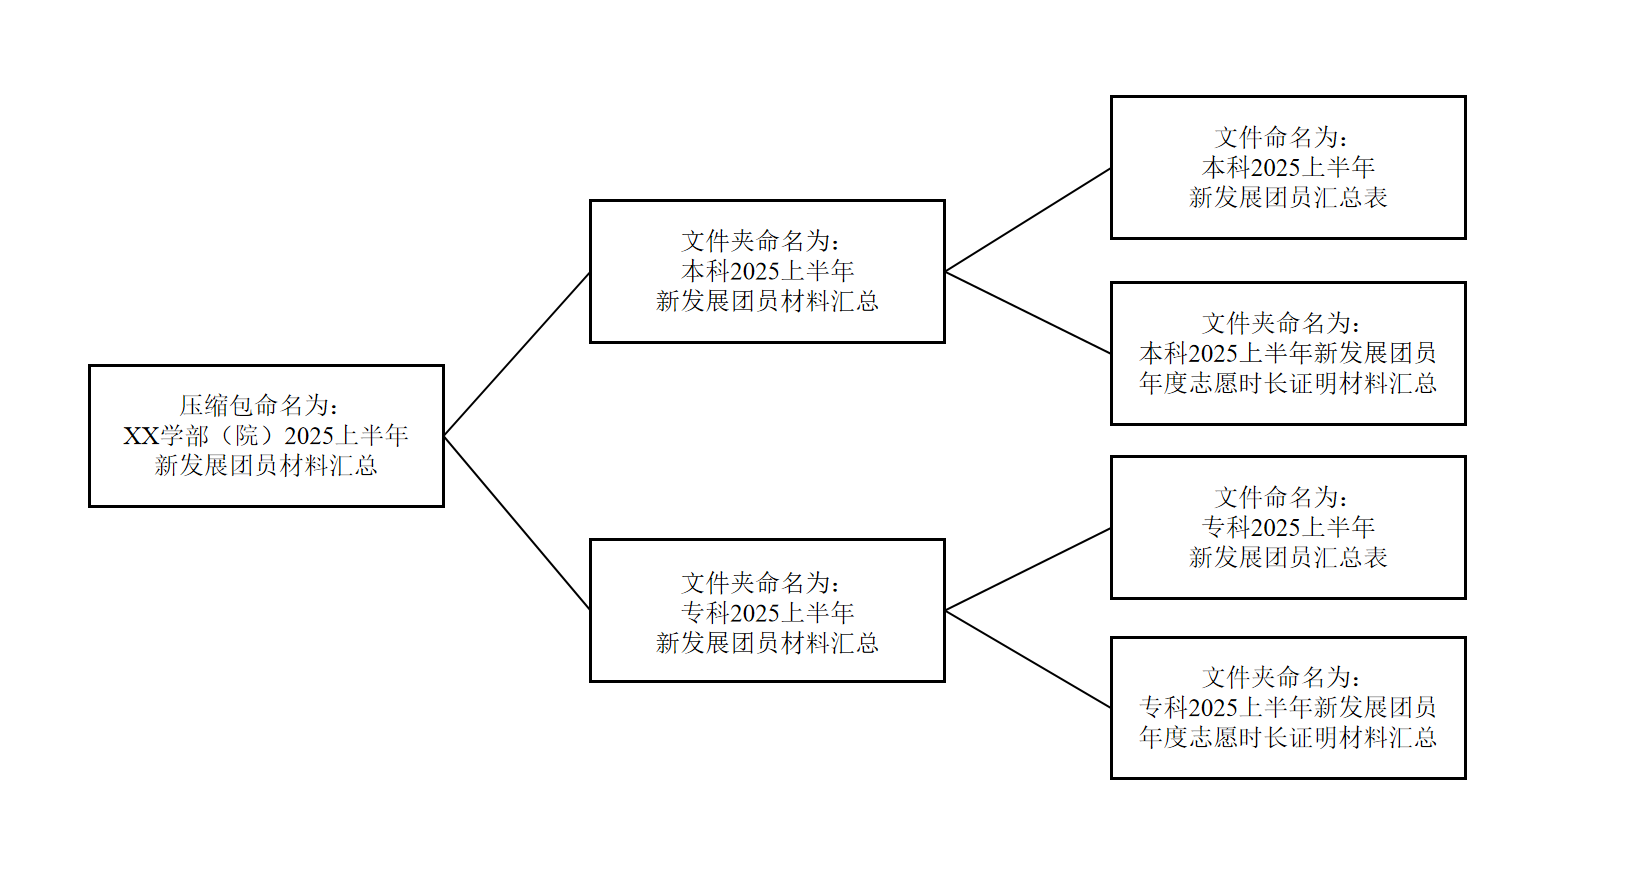 压缩包命名为：
XX学部（院）2025上半年
新发展团员材料汇总
文件夹命名为：
本科2025上半年
新发展团员材料汇总
文件命名为：
本科2025上半年
新发展团员汇总表
文件夹命名为：
本科2025上半年新发展团员
年度志愿时长证明材料汇总
文件夹命名为：
专科2025上半年
新发展团员材料汇总
文件命名为：
专科2025上半年
新发展团员汇总表
文件夹命名为：
专科2025上半年新发展团员
年度志愿时长证明材料汇总